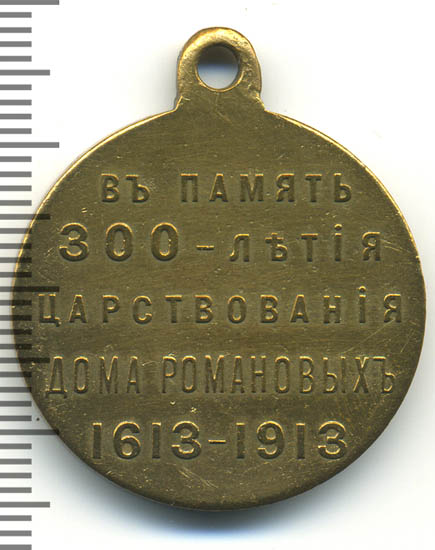 ВЪ ПАМЯТЬ
300-ЛѢТІЯ
ЦАРСТВОВАНІЯ
ДОМА РОМАНОВЫХЪ
1613-1913